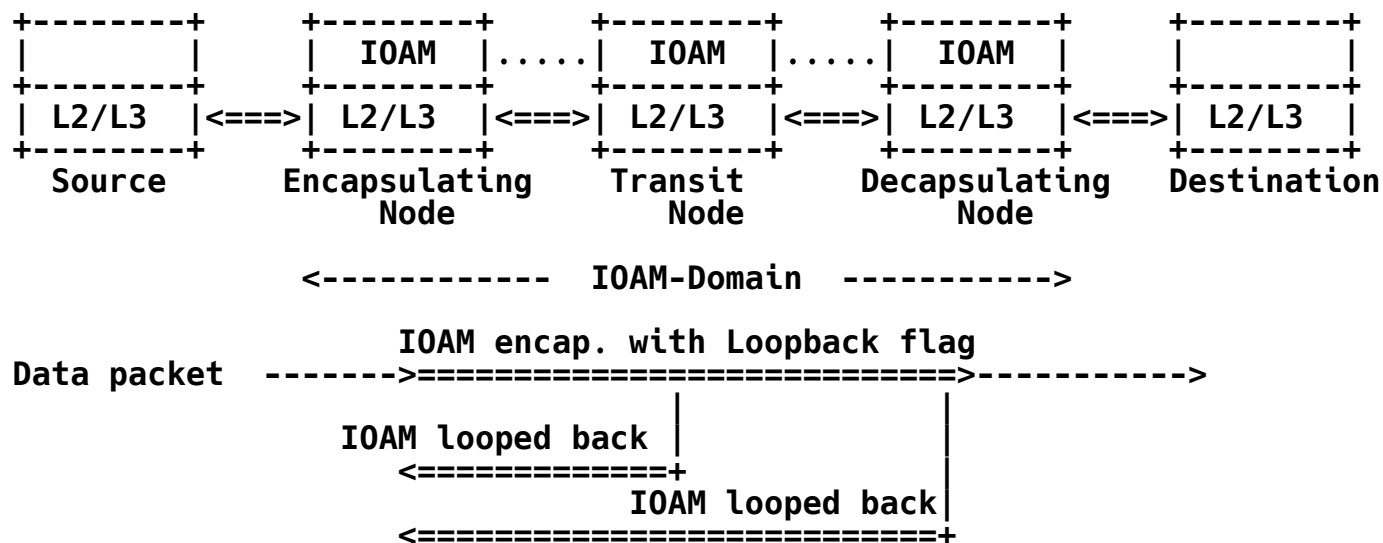 +--------+     +--------+     +--------+     +--------+     +--------+
|        |     |  IOAM  |.....|  IOAM  |.....|  IOAM  |     |        |
+--------+     +--------+     +--------+     +--------+     +--------+
| L2/L3  |<===>| L2/L3  |<===>| L2/L3  |<===>| L2/L3  |<===>| L2/L3  |
+--------+     +--------+     +--------+     +--------+     +--------+
  Source      Encapsulating    Transit      Decapsulating   Destination
                   Node           Node           Node

               <------------  IOAM-Domain  ----------->

                    IOAM encap. with Loopback flag
Data packet  ------->============================>----------->
                                  |             |
                 IOAM looped back |             |
                    <=============+             |
                                IOAM looped back|
                    <===========================+